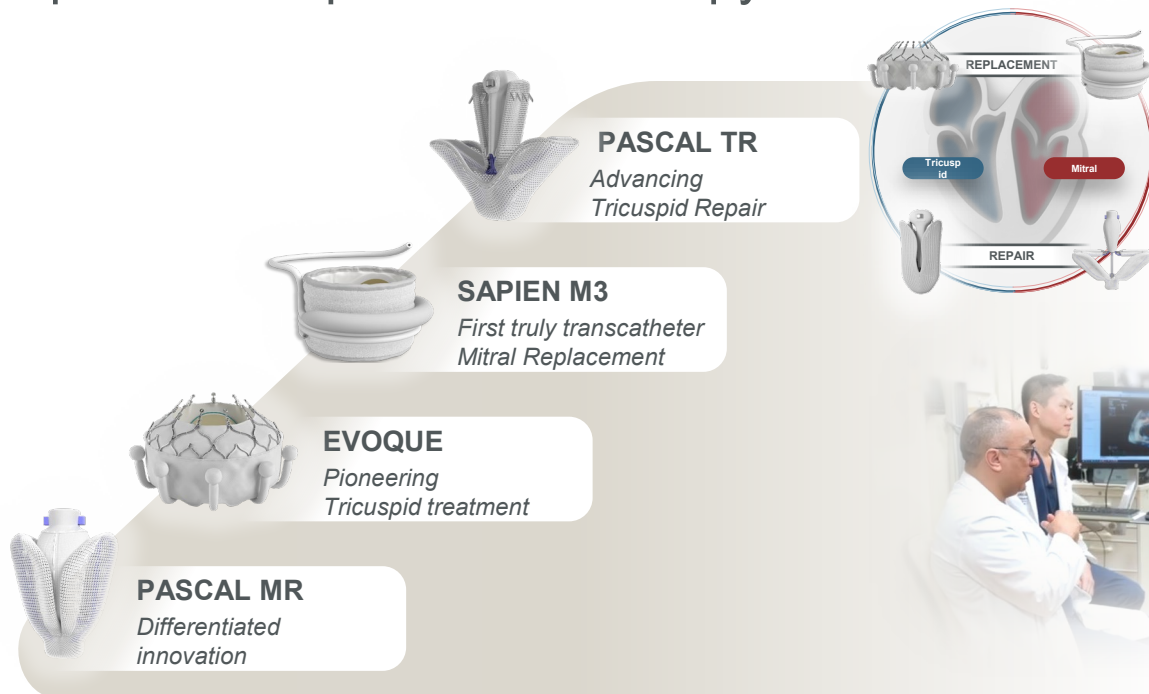 REPLACEMENT
PASCAL TR
Advancing
Tricuspid Repair
Tricusp
id
Mitral
REPAIR
SAPIEN M3
First truly transcatheter
Mitral Replacement
EVOQUE
Pioneering
Tricuspid treatment
PASCAL MR
Differentiated
innovation